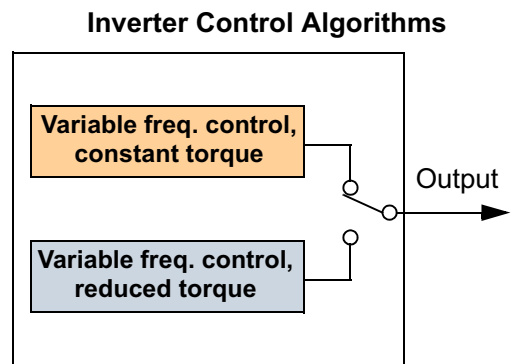 Inverter Control Algorithms
Variable freq. control,
constant torque
Output
Variable freq. control,
reduced torque